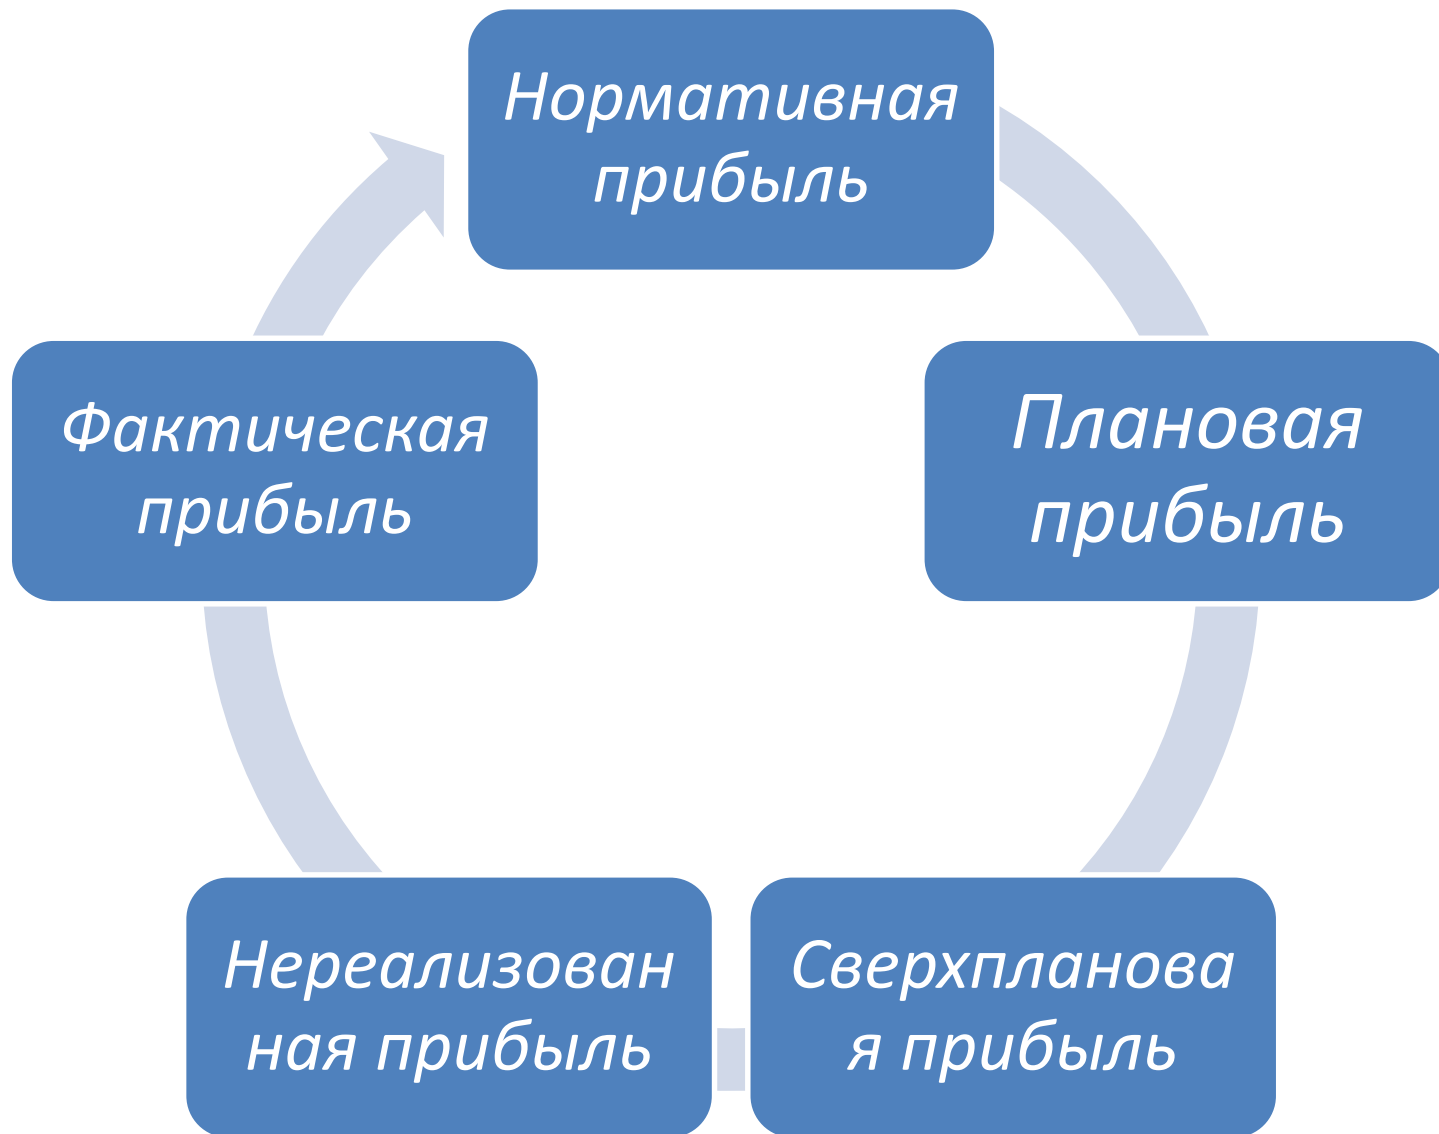 Нормативная
прибыль
Плановая
прибыль
Сверхпланова
я прибыль
Нереализован
ная прибыль
Фактическая
прибыль